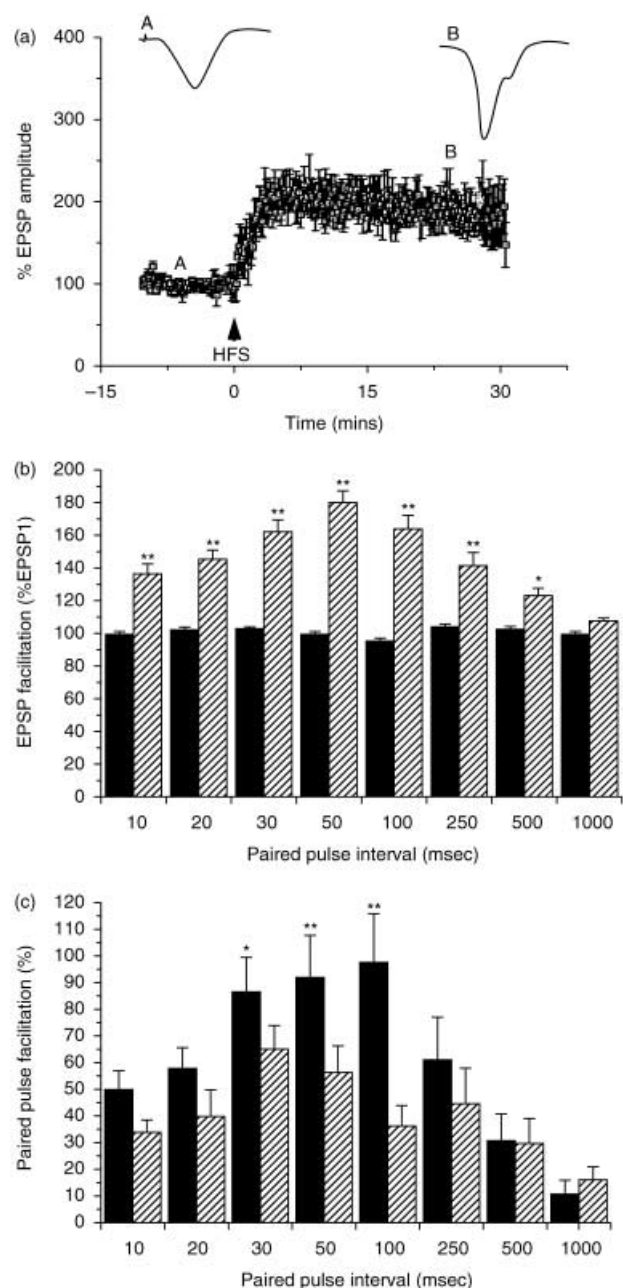 (a)
A
B
400
300
200
100
0
% EPSP amplitude
A
B
HFS
–15
0
15
30
Time (mins)
(b)
200
180
160
140
120
100
80
60
40
20
0
EPSP facilitation (%EPSP1)
**
**
**
**
**
**
*
10 20 30 50 100 250 500 1000
Paired pulse interval (msec)
(c)
120
110
100
90
80
70
60
50
40
30
20
10
0
Paired pulse facilitation (%)
*
**
**
10 20 30 50 100 250 500 1000
Paired pulse interval (msec)